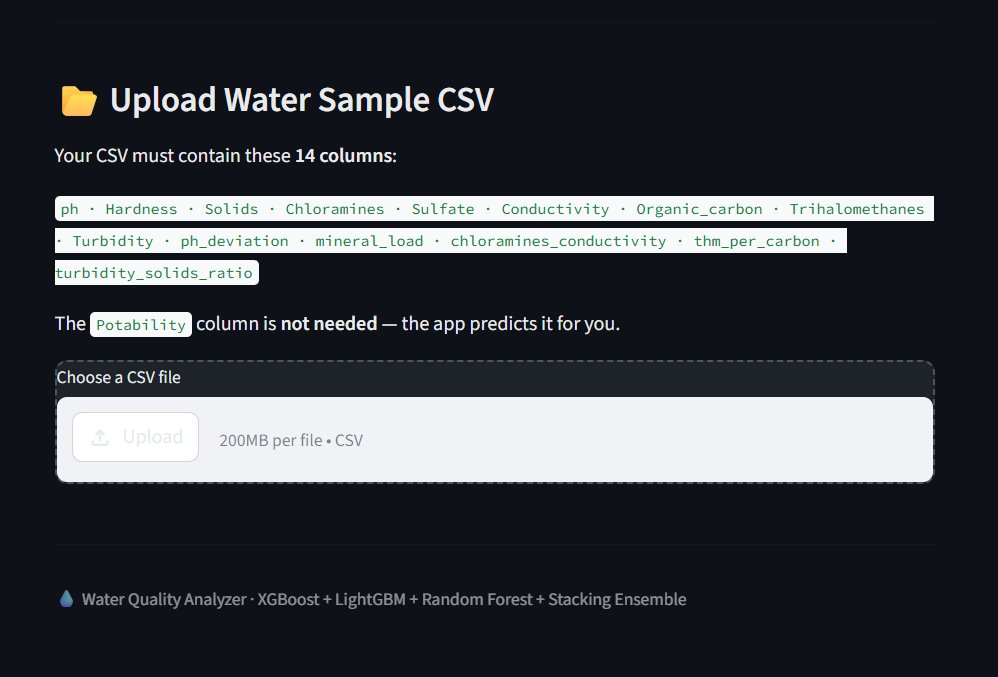 Upload Water Sample CSV
Your CSV must contain these 14 columns:
ph · Hardness · Solids · Chloramines · Sulfate · Conductivity · Organic_carbon · Trihalomethanes
· Turbidity · ph_deviation · mineral_load · chloramines_conductivity · thm_per_carbon ·
turbidity_solids_ratio
The Potability column is not needed — the app predicts it for you.
Choose a CSV file
Upload 200MB per file • CSV
Water Quality Analyzer · XGBoost + LightGBM + Random Forest + Stacking Ensemble